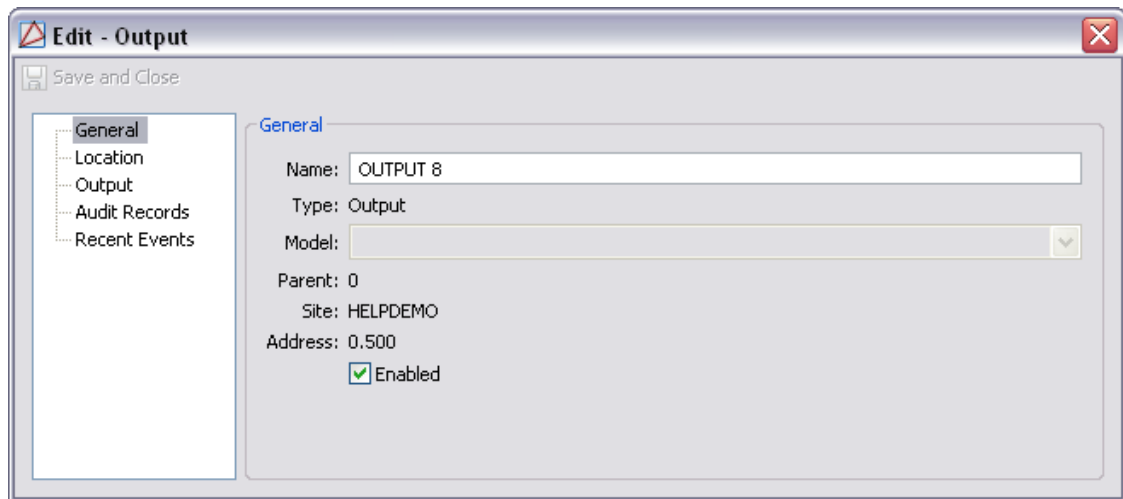 Edit - Output
Save and Close
General
Location
Output
Audit Records
Recent Events
General
Name: OUTPUT 8
Type: Output
Model:
Parent: 0
Site: HELPDEMO
Address: 0.500
Enabled